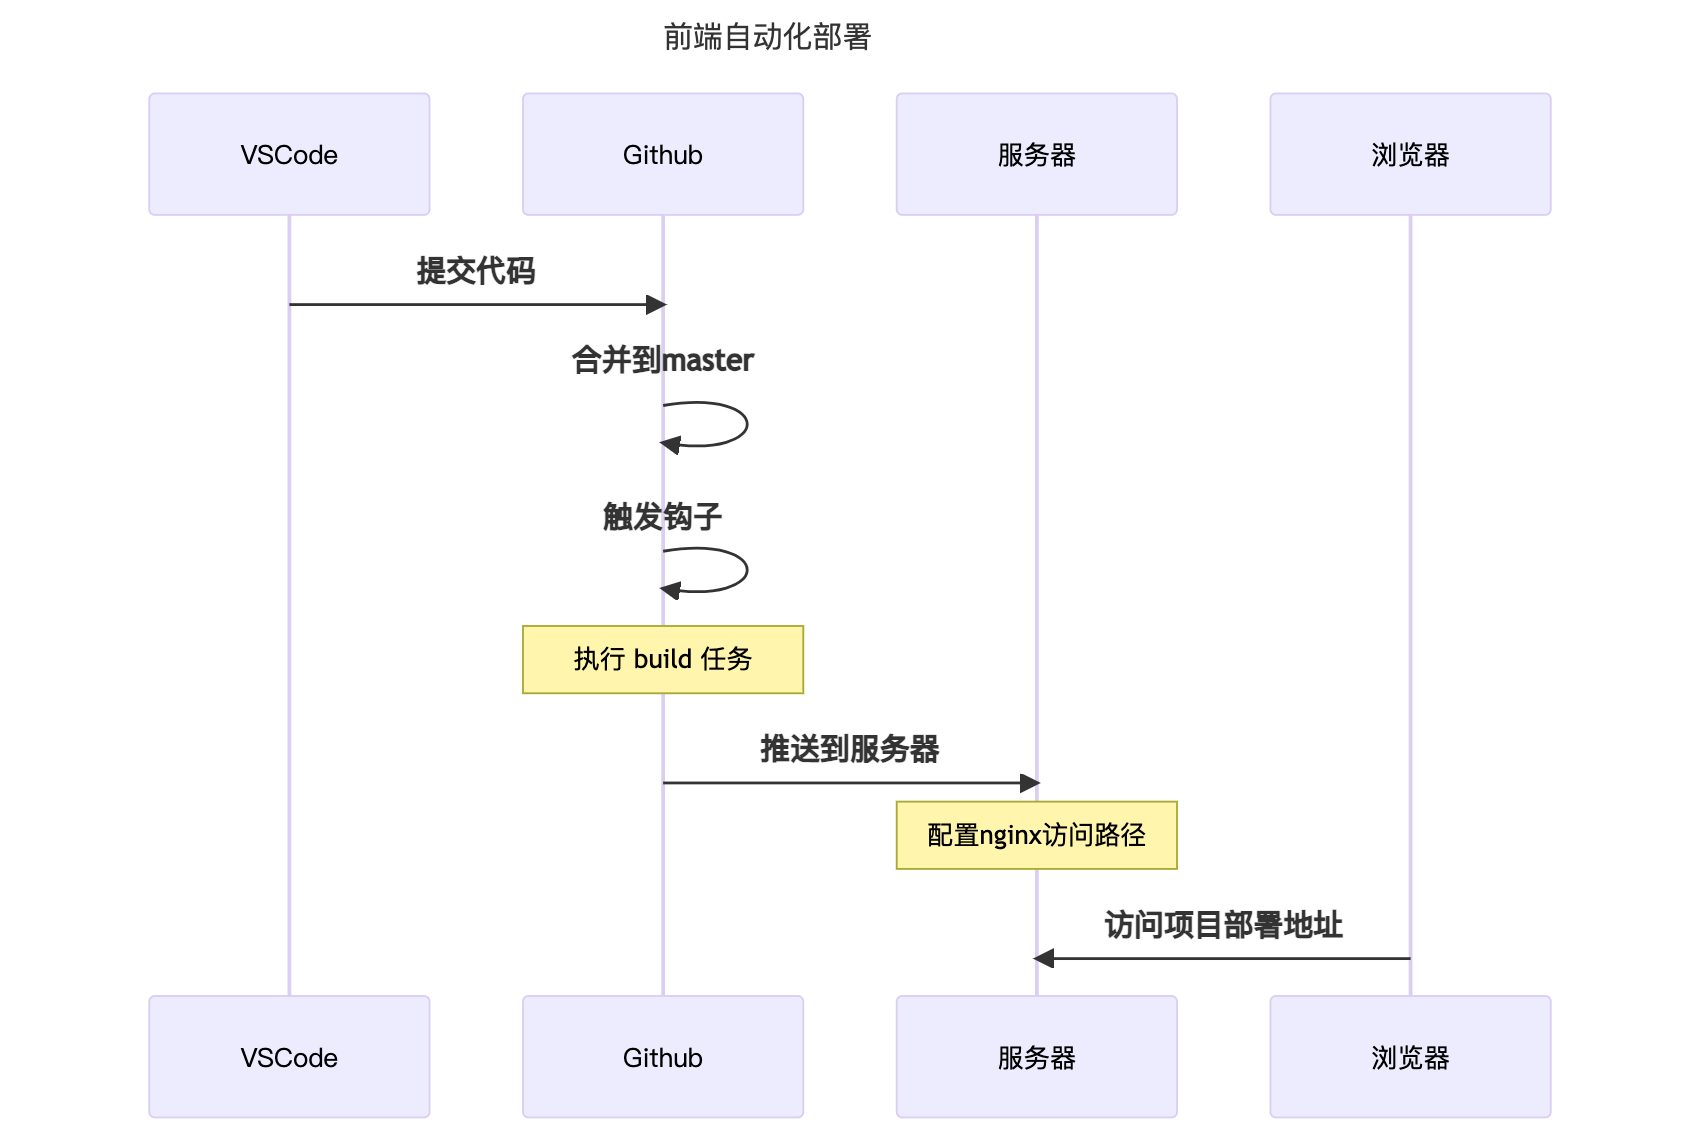 前端自动化部署
VSCode
Github
服务器
浏览器
提交代码
合并到master
触发钩子
执行 build 任务
推送到服务器
配置nginx访问路径
访问项目部署地址
VSCode
Github
服务器
浏览器